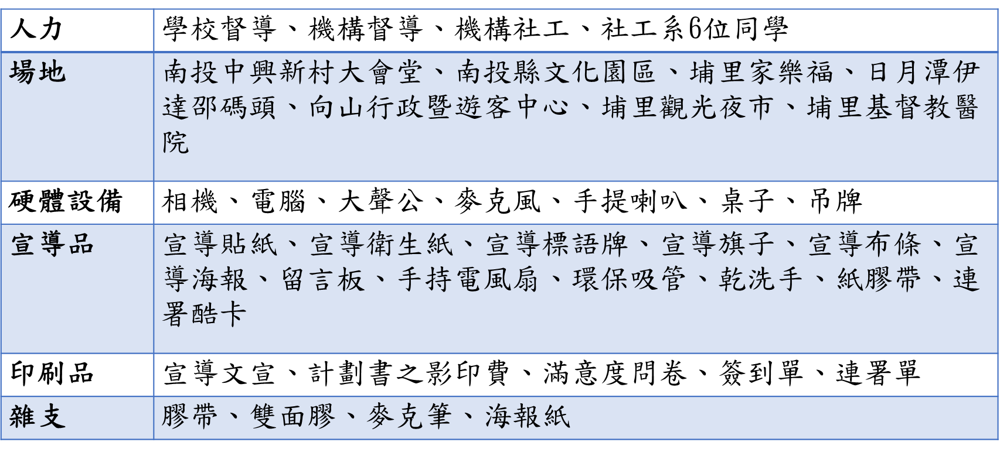 人力 學校督導、機構督導、機構社工、社工系6位同學
場地 南投中興新村大會堂、南投縣文化園區、埔里家樂福、日月潭伊
達邵碼頭、向山行政暨遊客中心、埔里觀光夜市、埔里基督教醫
院
硬體設備 相機、電腦、大聲公、麥克風、手提喇叭、桌子、吊牌
宣導品 宣導貼紙、宣導衛生紙、宣導標語牌、宣導旗子、宣導布條、宣
導海報、留言板、手持電風扇、環保吸管、乾洗手、紙膠帶、連
署酷卡
印刷品 宣導文宣、計劃書之影印費、滿意度問卷、簽到單、連署單
雜支 膠帶、雙面膠、麥克筆、海報紙